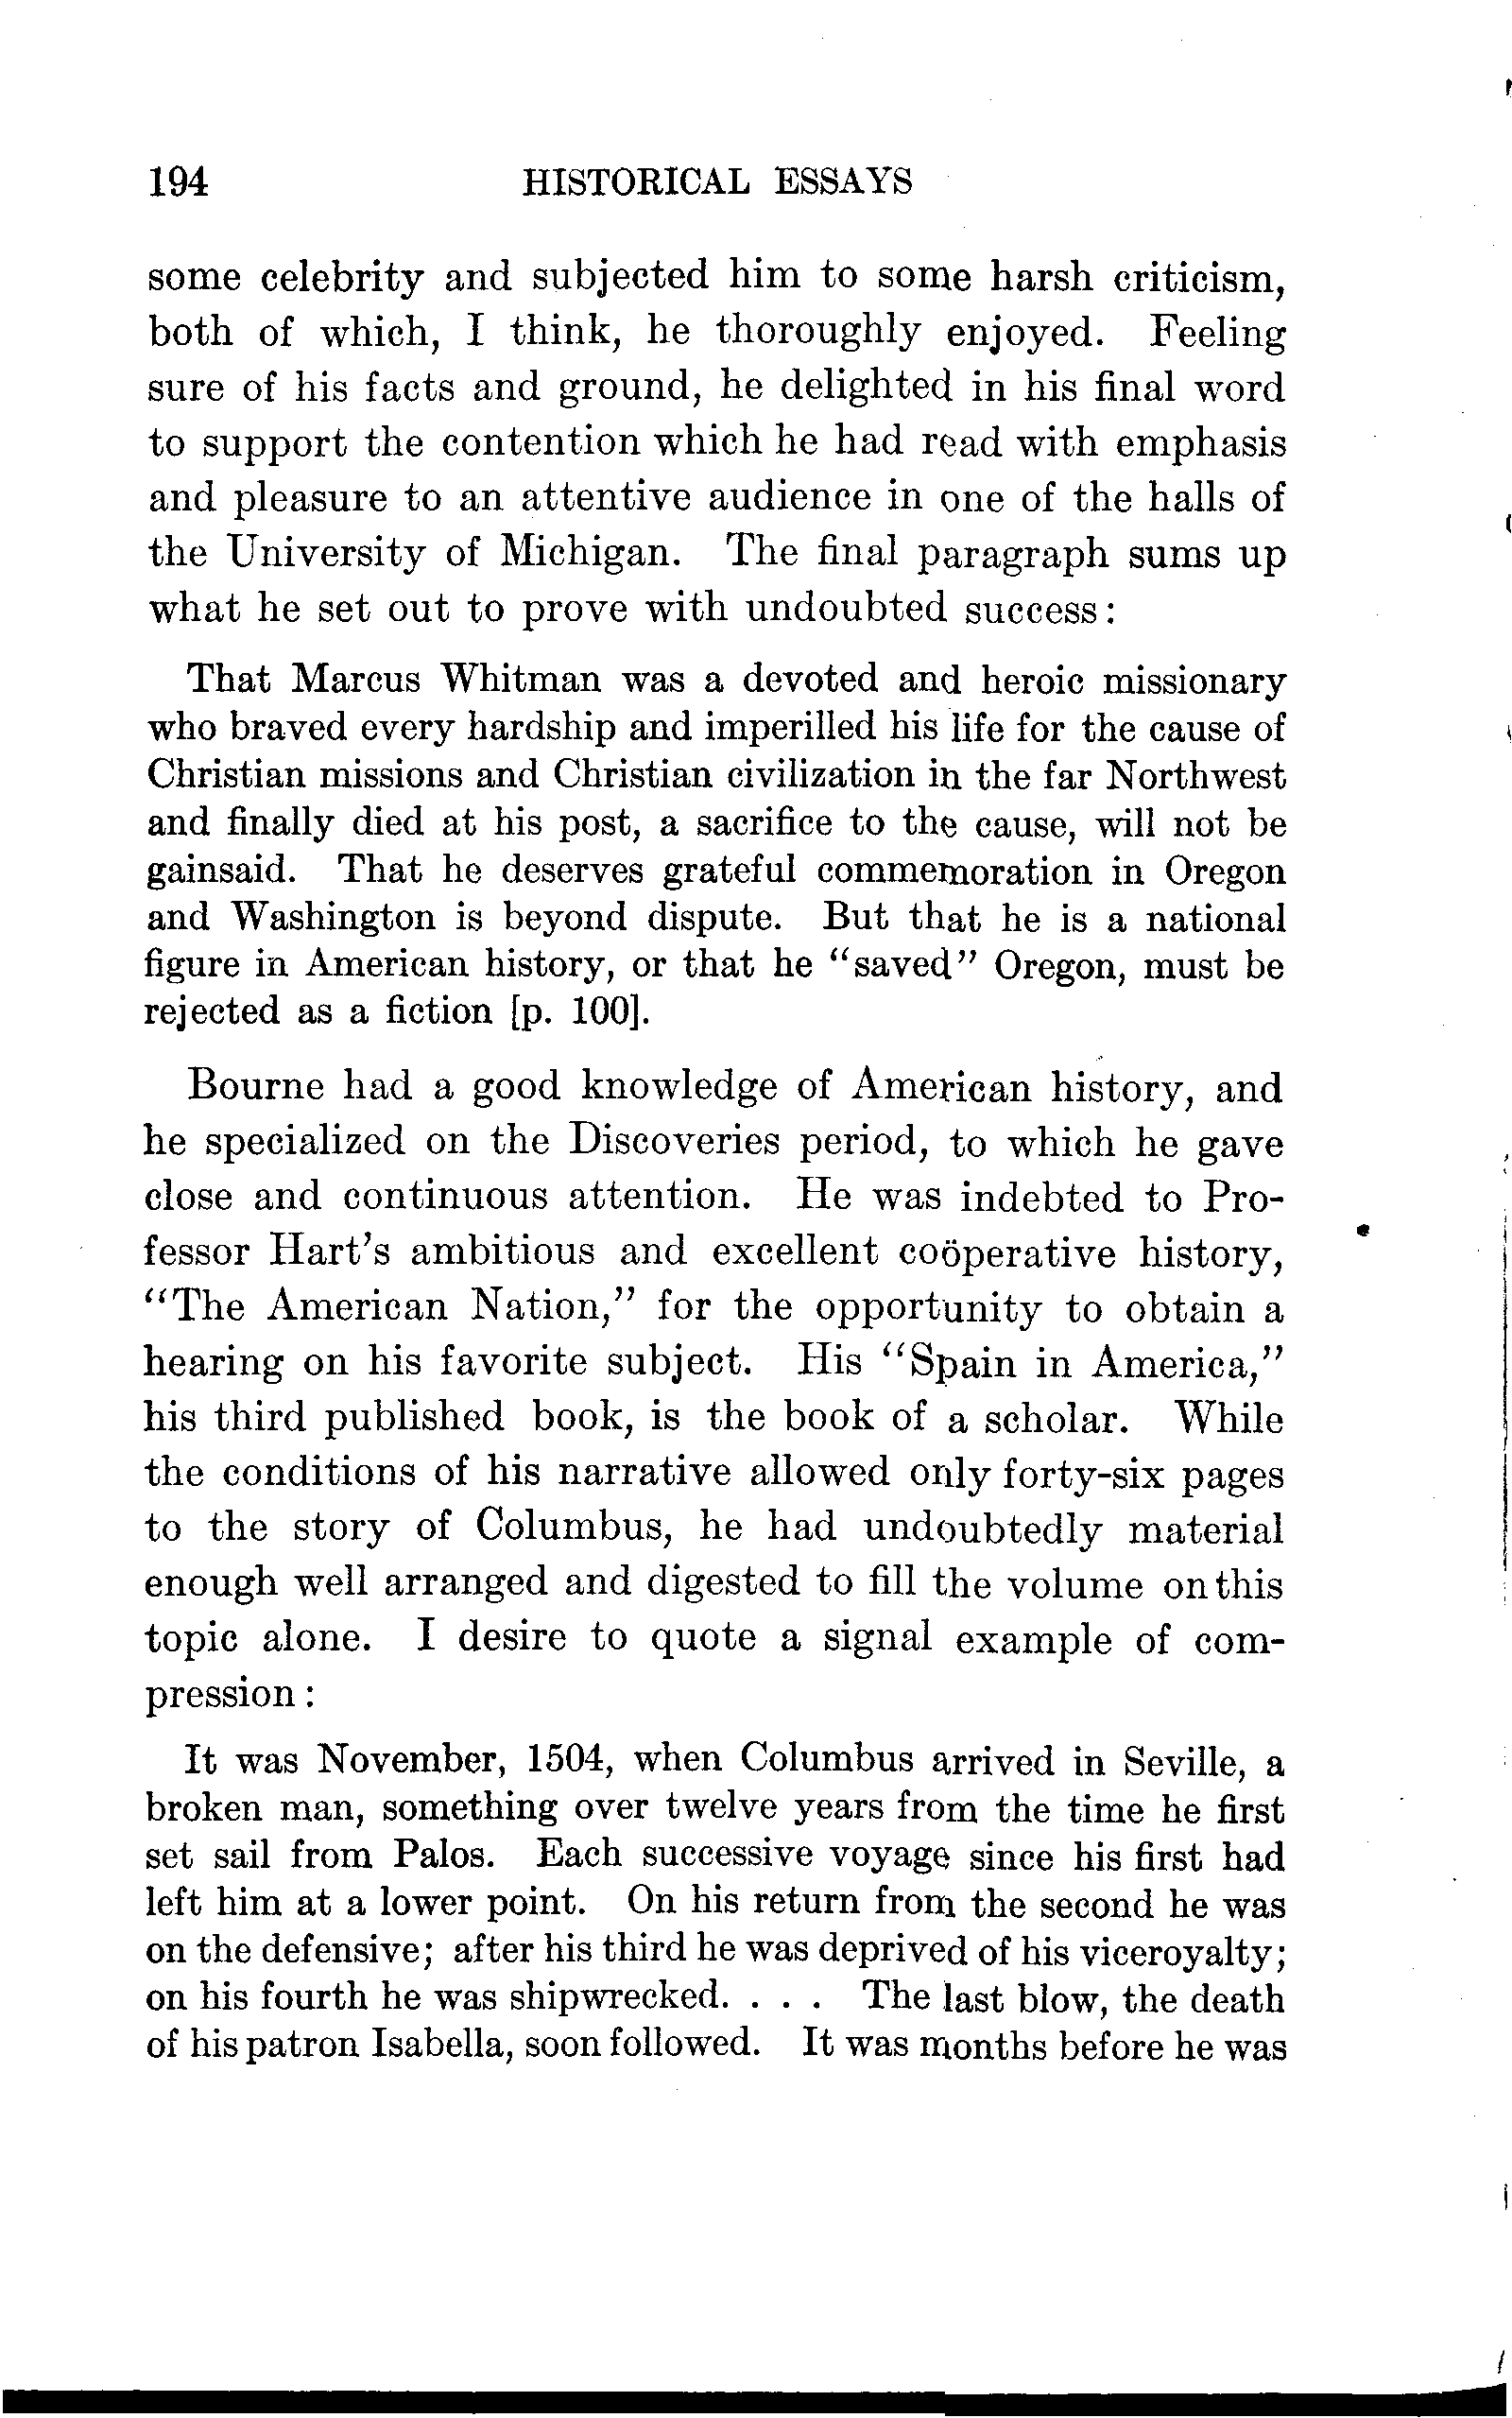 194 HISTORICAL ESSAYS
some celebrity and subjected him to some harsh criticism,
both of which, I think, he thoroughly enjoyed. Feeling
sure of his facts and ground, he delighted in his final word
to support the contention which he had read with emphasis
and pleasure to an attentive audience in one of the halls of
the University of Michigan. The final paragraph sums up
what he set out to prove with undoubted success:
That Marcus Whitman was a devoted and heroic missionary
who braved every hardship and imperilled his life for the cause of
Christian missions and Christian civilization in the far Northwest
and finally died at his post, a sacrifice to the cause, will not be
gainsaid. That he deserves grateful commemoration in Oregon
and Washington is beyond dispute. But that he is a national
figure in American history, or that he "saved" Oregon, must be
rejected as a fiction [p. 100].
Bourne had a good knowledge of American history, and
he specialized on the Discoveries period, to which he gave
close and continuous attention. He was indebted to Pro-
fessor Hart's ambitious and excellent coöperative history,
"The American Nation," for the opportunity to obtain a
hearing on his favorite subject. His "Spain in America,"
his third published book, is the book of a scholar. While
the conditions of his narrative allowed only forty-six pages
to the story of Columbus, he had undoubtedly material
enough well arranged and digested to fill the volume on this
topic alone. I desire to quote a signal example of com-
pression:
It was November, 1504, when Columbus arrived in Seville, a
broken man, something over twelve years from the time he first
set sail from Palos. Each successive voyage since his first had
left him at a lower point. On his return from the second he was
on the defensive; after his third he was deprived of his viceroyalty;
on his fourth he was shipwrecked. . . . The last blow, the death
of his patron Isabella, soon followed. It was months before he was